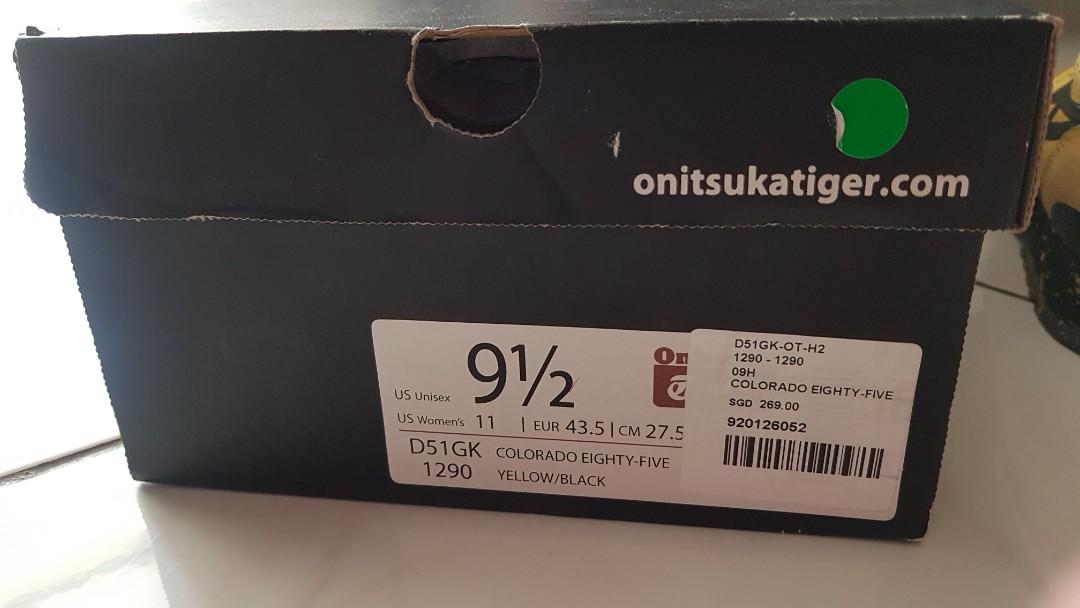 onitsukatiger.com
US Unisex 9½
US Women's 11 | EUR 43.5 | CM 27.5
D51GK COLORADO EIGHTY-FIVE
1290 YELLOW/BLACK
D51GK-OT-H2
1290 - 1290
09H
COLORADO EIGHTY-FIVE
SGD 269.00
920126052